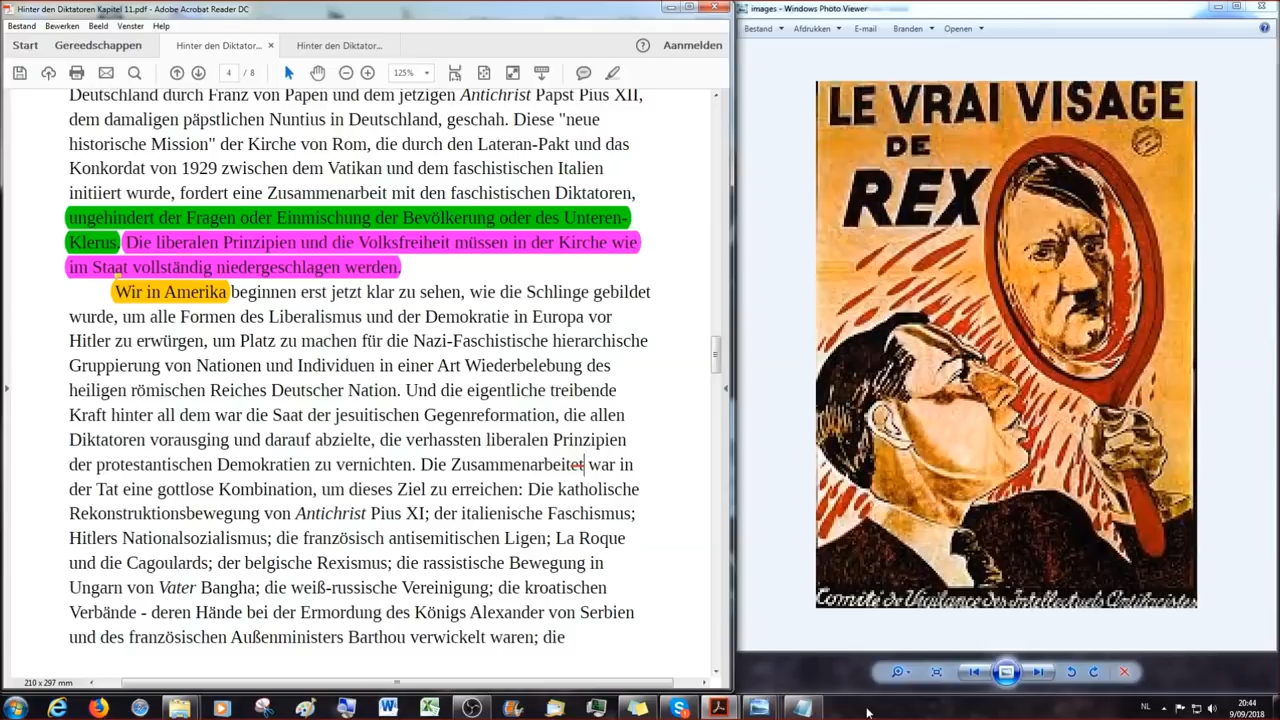 Hinter den Diktatoren Kapitel 11.pdf - Adobe Acrobat Reader DC
Bestand Bewerken Beeld Venster Help
Start Gereedschappen Hinter den Diktator... × Hinter den Diktator... Aanmelden
4 / 8 125%
Deutschland durch Franz von Papen und dem jetzigen Antichrist Papst Pius XII,
dem damaligen päpstlichen Nuntius in Deutschland, geschah. Diese "neue
historische Mission" der Kirche von Rom, die durch den Lateran-Pakt und das
Konkordat von 1929 zwischen dem Vatikan und dem faschistischen Italien
initiiert wurde, fordert eine Zusammenarbeit mit den faschistischen Diktatoren,
ungehindert der Fragen oder Einmischung der Bevölkerung oder des Unteren-
Klerus. Die liberalen Prinzipien und die Volksfreiheit müssen in der Kirche wie
im Staat vollständig niedergeschlagen werden.
Wir in Amerika beginnen erst jetzt klar zu sehen, wie die Schlinge gebildet
wurde, um alle Formen des Liberalismus und der Demokratie in Europa vor
Hitler zu erwürgen, um Platz zu machen für die Nazi-Faschistische hierarchische
Gruppierung von Nationen und Individuen in einer Art Wiederbelebung des
heiligen römischen Reiches Deutscher Nation. Und die eigentliche treibende
Kraft hinter all dem war die Saat der jesuitischen Gegenreformation, die allen
Diktatoren vorausging und darauf abzielte, die verhassten liberalen Prinzipien
der protestantischen Demokratien zu vernichten. Die Zusammenarbeitet war in
der Tat eine gottlose Kombination, um dieses Ziel zu erreichen: Die katholische
Rekonstruktionsbewegung von Antichrist Pius XI; der italienische Faschismus;
Hitlers Nationalsozialismus; die französisch antisemitischen Ligen; La Roque
und die Cagoulards; der belgische Rexismus; die rassistische Bewegung in
Ungarn von Vater Bangha; die weiß-russische Vereinigung; die kroatischen
Verbände - deren Hände bei der Ermordung des Königs Alexander von Serbien
und des französischen Außenministers Barthou verwickelt waren; die
210 x 297 mm
images - Windows Photo Viewer
Bestand Afdrukken E-mail Branden Openen
LE VRAI VISAGE
DE
REX
Comité de Vigilance des Intellectuels Antifascistes
NL 20:44
9/09/2018